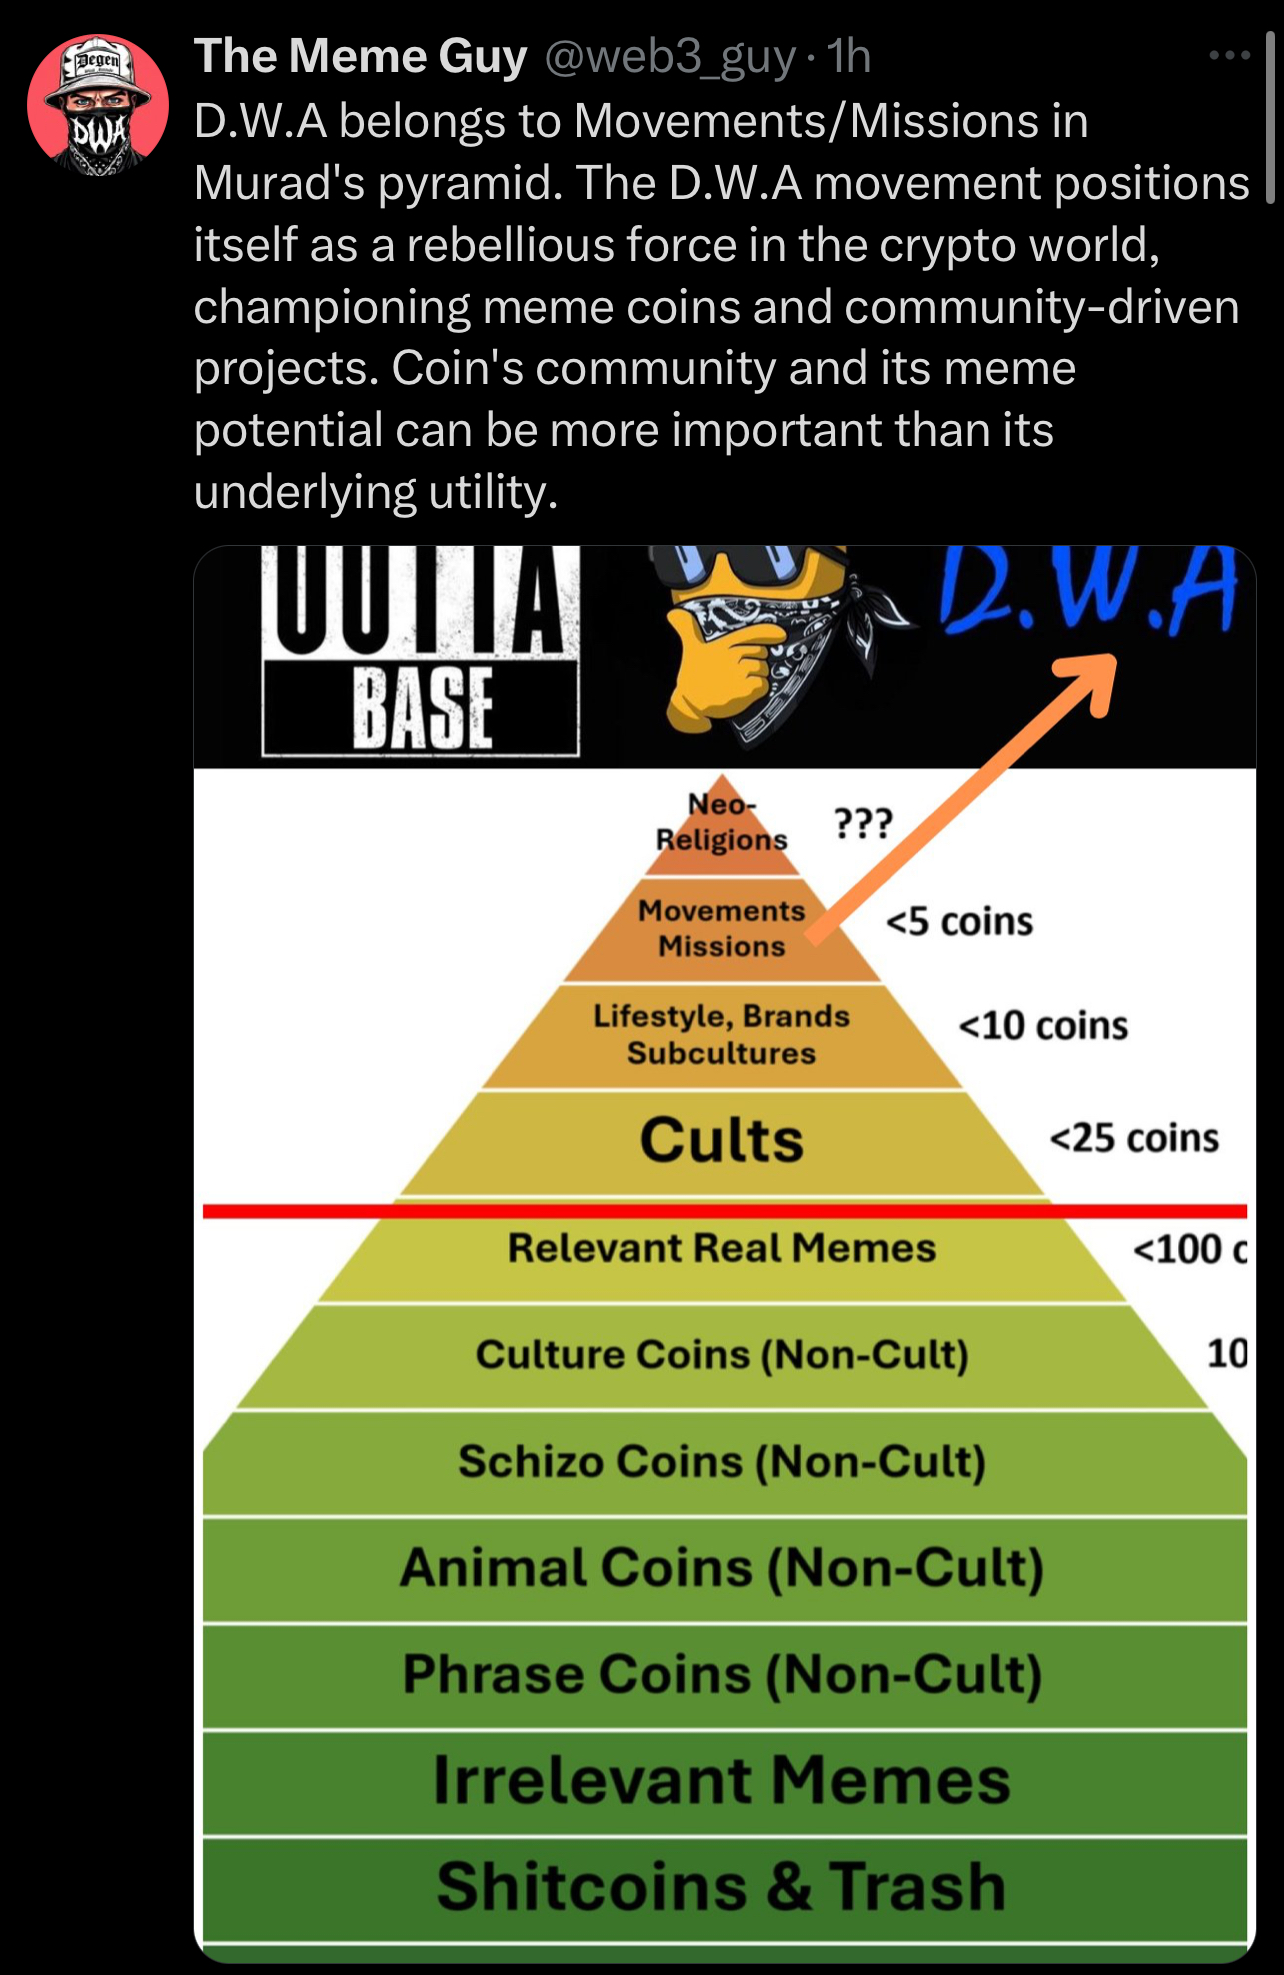 The Meme Guy @web3_guy · 1h
D.W.A belongs to Movements/Missions in
Murad's pyramid. The D.W.A movement positions
itself as a rebellious force in the crypto world,
championing meme coins and community-driven
projects. Coin's community and its meme
potential can be more important than its
underlying utility.
Degen
DWA
OUTTA
BASE
D.W.A
Neo-
Religions
???
Movements
Missions
<5 coins
Lifestyle, Brands
Subcultures
<10 coins
Cults
<25 coins
Relevant Real Memes
<100 c
Culture Coins (Non-Cult)
10
Schizo Coins (Non-Cult)
Animal Coins (Non-Cult)
Phrase Coins (Non-Cult)
Irrelevant Memes
Shitcoins & Trash